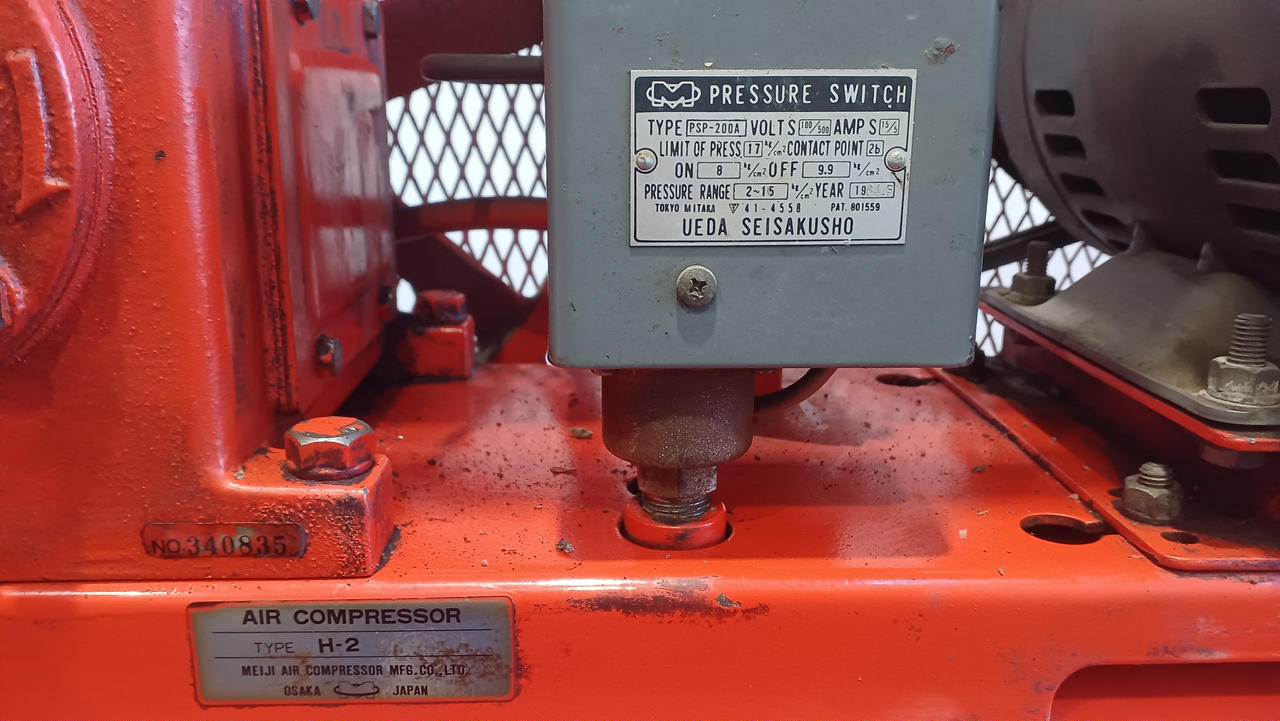 PRESSURE SWITCH
TYPE PSP-200A VOLTS 100/500 AMPS 15/5
LIMIT OF PRESS. 17 kg/cm² CONTACT POINT 2b
ON 8 kg/cm² OFF 9.9 kg/cm²
PRESSURE RANGE 2~15 kg/cm² YEAR
TOKYO MITAKA ▽ 41-4558 PAT. 801559
UEDA SEISAKUSHO
NO. 340835
AIR COMPRESSOR
TYPE H-2
MEIJI AIR COMPRESSOR MFG. CO., LTD.
OSAKA JAPAN